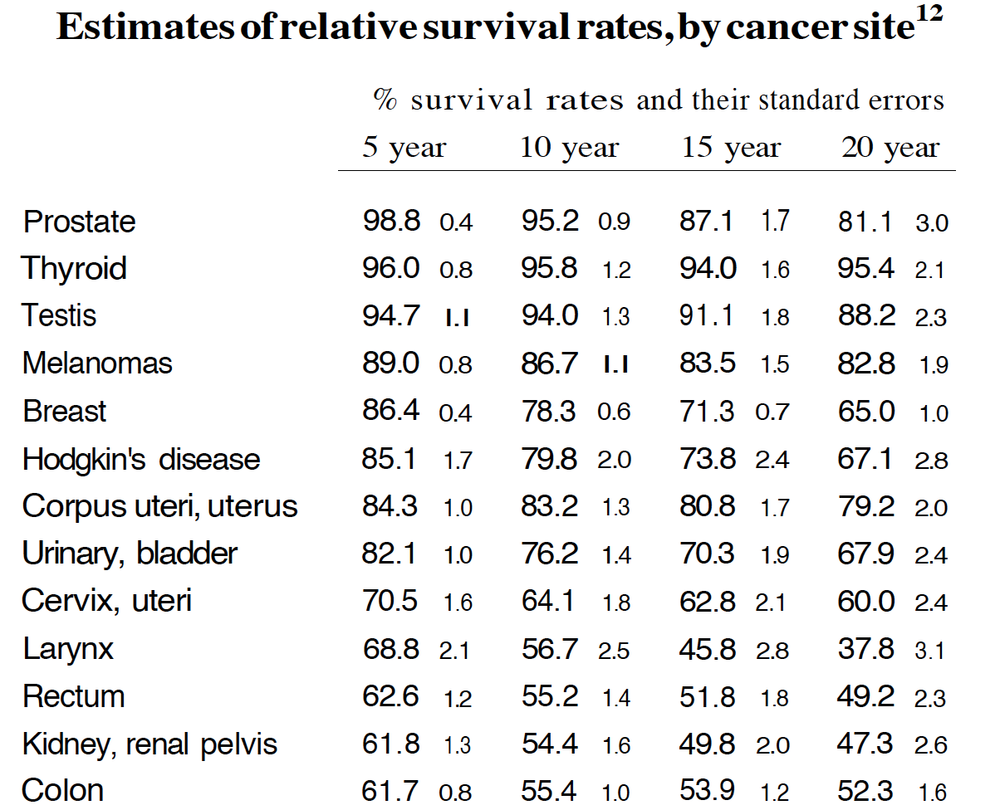 Estimates of relative survival rates, by cancer site12
% survival rates and their standard errors
5 year 10 year 15 year 20 year
Prostate 98.8 0.4 95.2 0.9 87.1 1.7 81.1 3.0
Thyroid 96.0 0.8 95.8 1.2 94.0 1.6 95.4 2.1
Testis 94.7 1.1 94.0 1.3 91.1 1.8 88.2 2.3
Melanomas 89.0 0.8 86.7 1.1 83.5 1.5 82.8 1.9
Breast 86.4 0.4 78.3 0.6 71.3 0.7 65.0 1.0
Hodgkin's disease 85.1 1.7 79.8 2.0 73.8 2.4 67.1 2.8
Corpus uteri, uterus 84.3 1.0 83.2 1.3 80.8 1.7 79.2 2.0
Urinary, bladder 82.1 1.0 76.2 1.4 70.3 1.9 67.9 2.4
Cervix, uteri 70.5 1.6 64.1 1.8 62.8 2.1 60.0 2.4
Larynx 68.8 2.1 56.7 2.5 45.8 2.8 37.8 3.1
Rectum 62.6 1.2 55.2 1.4 51.8 1.8 49.2 2.3
Kidney, renal pelvis 61.8 1.3 54.4 1.6 49.8 2.0 47.3 2.6
Colon 61.7 0.8 55.4 1.0 53.9 1.2 52.3 1.6